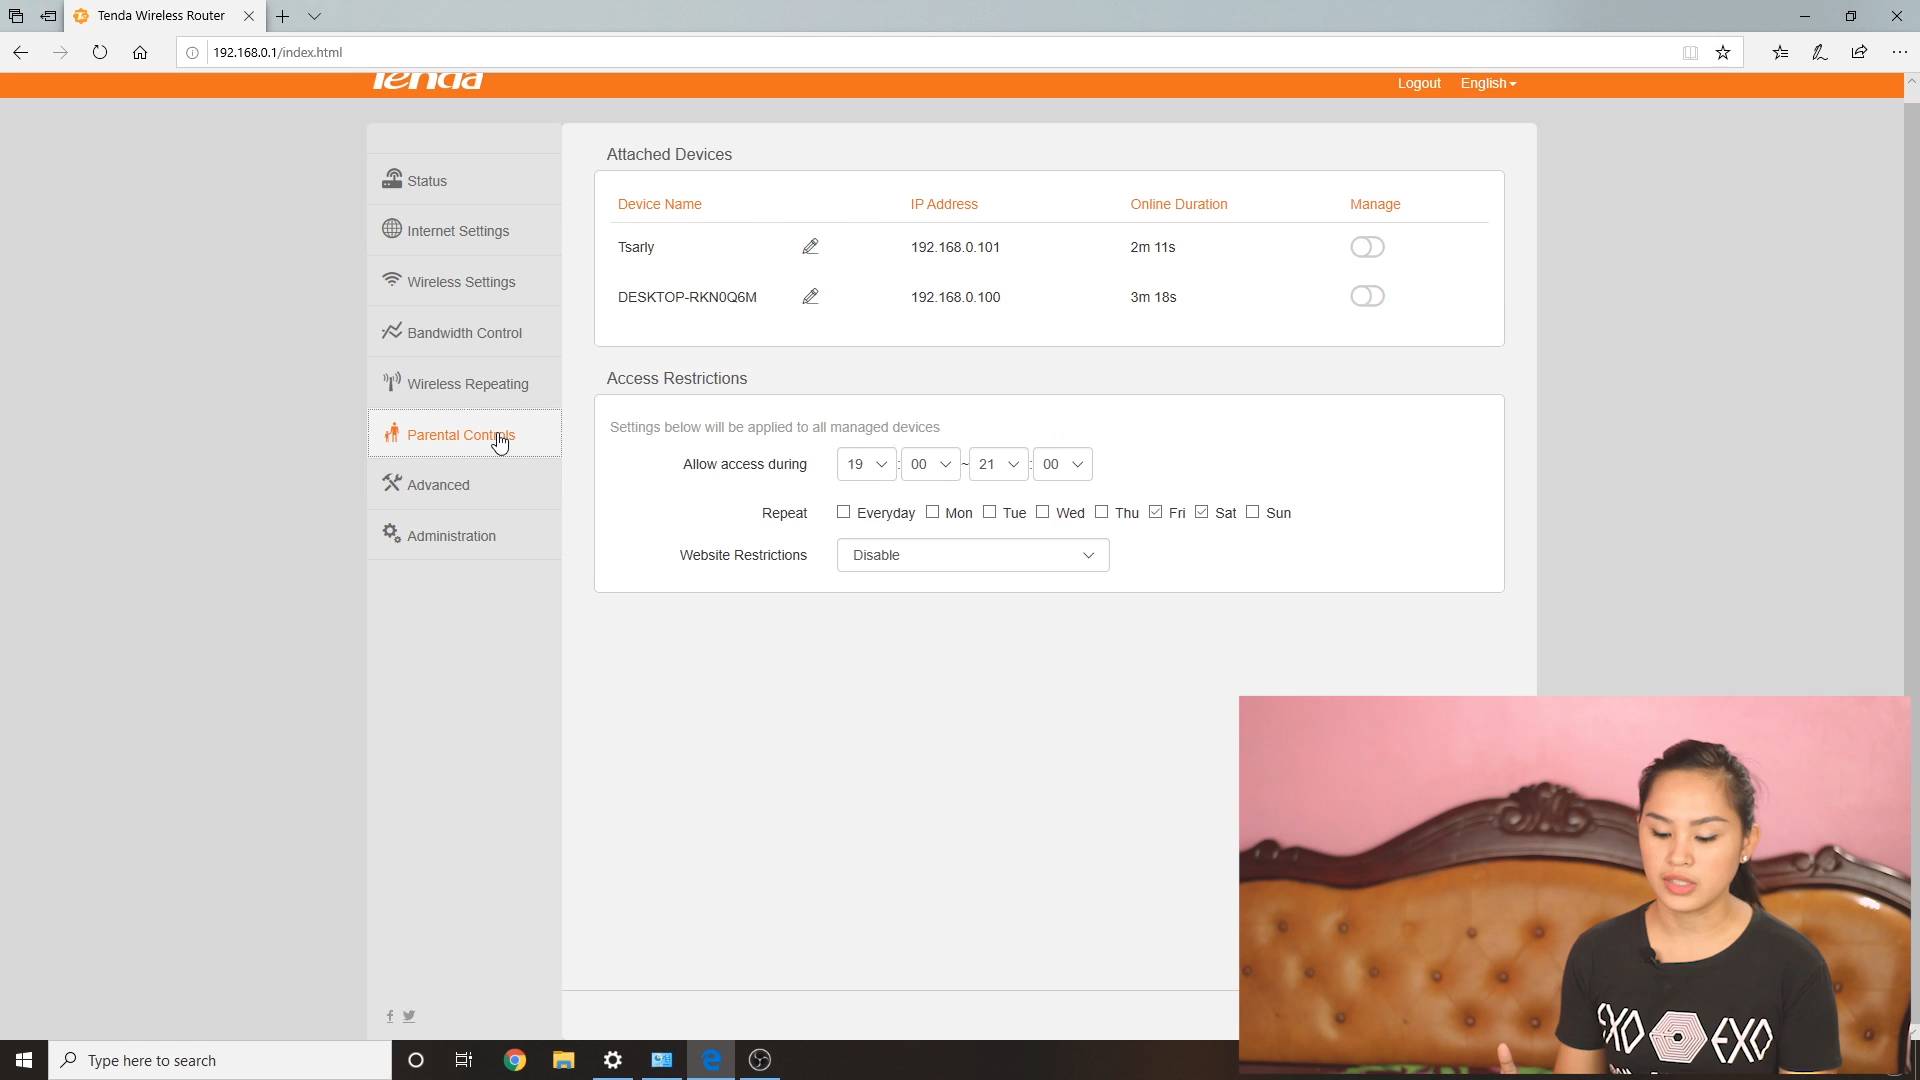 Tenda Wireless Router
192.168.0.1/index.html
Tenda
Logout English
Status
Internet Settings
Wireless Settings
Bandwidth Control
Wireless Repeating
Parental Controls
Advanced
Administration
Attached Devices
Device Name IP Address Online Duration Manage
Tsarly 192.168.0.101 2m 11s
DESKTOP-RKN0Q6M 192.168.0.100 3m 18s
Access Restrictions
Settings below will be applied to all managed devices
Allow access during 19 : 00 ~ 21 : 00
Repeat Everyday Mon Tue Wed Thu Fri Sat Sun
Website Restrictions Disable
Type here to search
EXO EXO